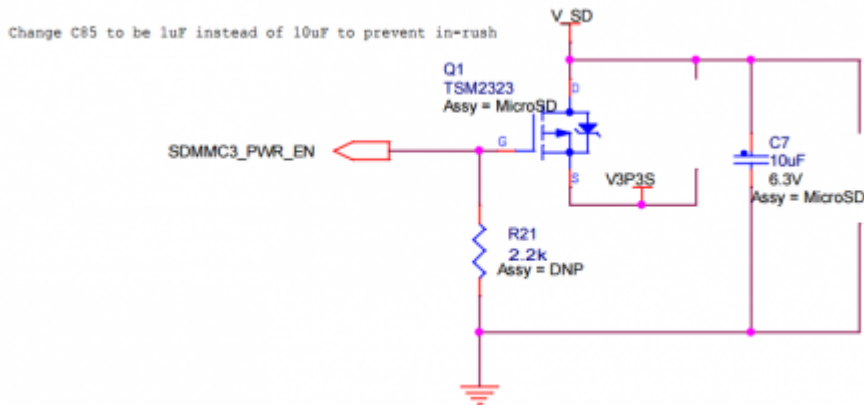 Change C85 to be 1uF instead of 10uF to prevent in-rush
V_SD
Q1
TSM2323
Assy = MicroSD
D
G
S
SDMMC3_PWR_EN
V3P3S
C7
10uF
6.3V
Assy = MicroSD
R21
2.2k
Assy = DNP